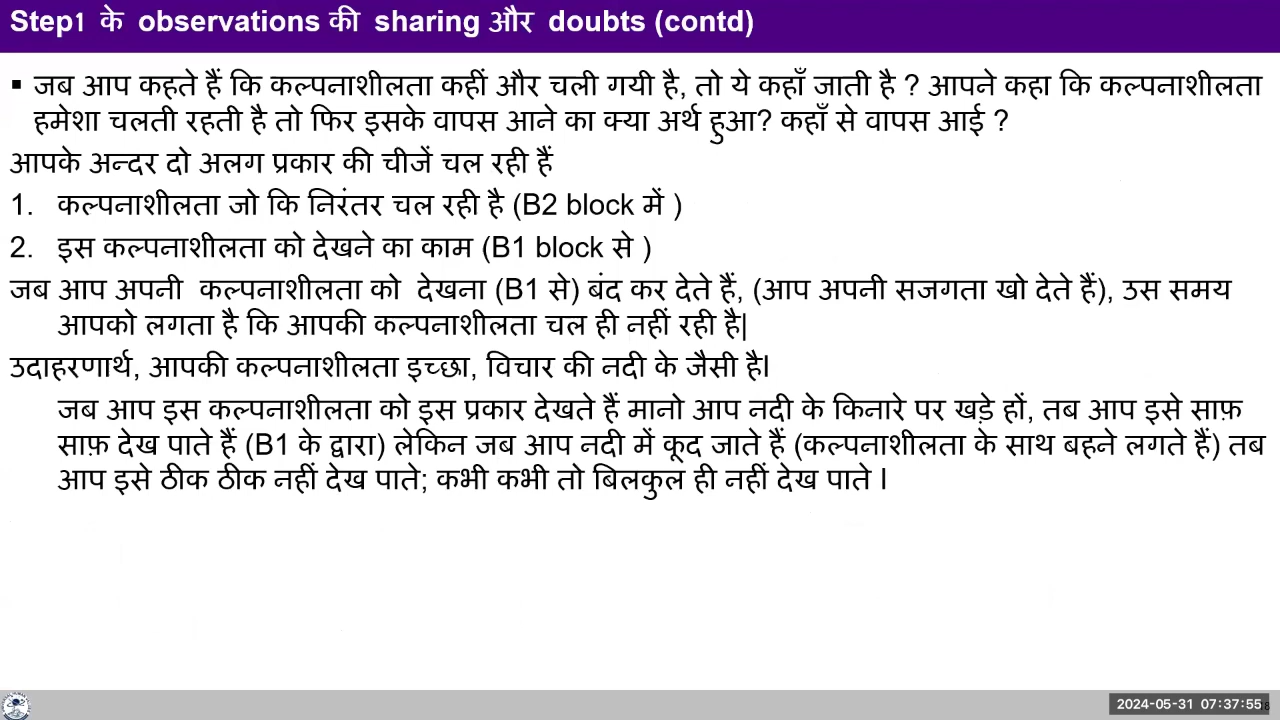 Step1 के observations की sharing और doubts (contd)
▪ जब आप कहते हैं कि कल्पनाशीलता कहीं और चली गयी है, तो ये कहाँ जाती है ? आपने कहा कि कल्पनाशीलता
हमेशा चलती रहती है तो फिर इसके वापस आने का क्या अर्थ हुआ? कहाँ से वापस आई ?
आपके अन्दर दो अलग प्रकार की चीजें चल रही हैं
1. कल्पनाशीलता जो कि निरंतर चल रही है (B2 block में )
2. इस कल्पनाशीलता को देखने का काम (B1 block से )
जब आप अपनी कल्पनाशीलता को देखना (B1 से) बंद कर देते हैं, (आप अपनी सजगता खो देते हैं), उस समय
आपको लगता है कि आपकी कल्पनाशीलता चल ही नहीं रही है|
उदाहरणार्थ, आपकी कल्पनाशीलता इच्छा, विचार की नदी के जैसी है।
जब आप इस कल्पनाशीलता को इस प्रकार देखते हैं मानो आप नदी के किनारे पर खड़े हों, तब आप इसे साफ़
साफ़ देख पाते हैं (B1 के द्वारा) लेकिन जब आप नदी में कूद जाते हैं (कल्पनाशीलता के साथ बहने लगते हैं) तब
आप इसे ठीक ठीक नहीं देख पाते; कभी कभी तो बिलकुल ही नहीं देख पाते ।
2024-05-31 07:37:55